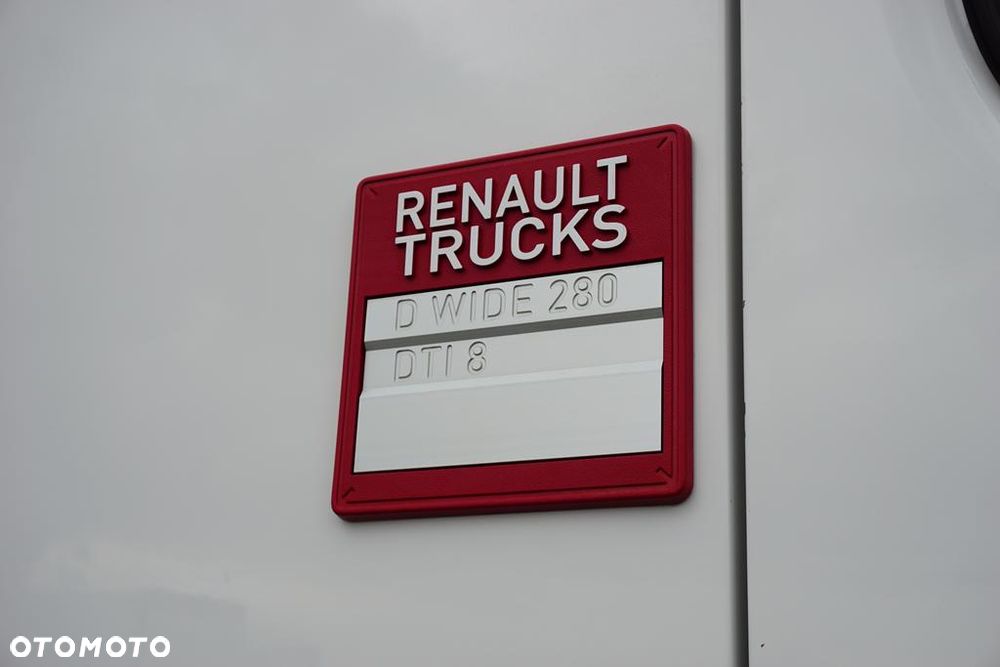 RENAULT
TRUCKS
D WIDE 280
DTI 8
OTOMOTO